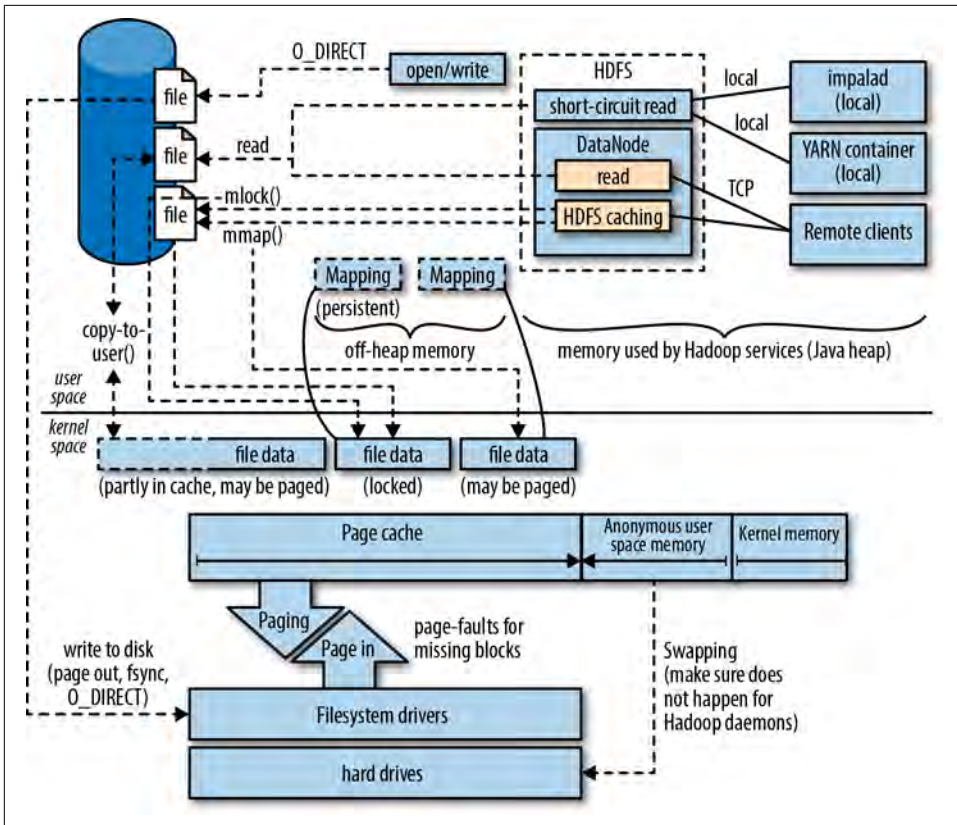 O_DIRECT
open/write
HDFS
local
impalad
(local)
file
short-circuit read
local
YARN container
(local)
DataNode
file
read
read
TCP
mlock()
file
HDFS caching
Remote clients
mmap()
Mapping
Mapping
(persistent)
copy-to-
user()
off-heap memory
memory used by Hadoop services (Java heap)
user
space
kernel
space
file data
file data
file data
(partly in cache, may be paged)
(locked)
(may be paged)
Page cache
Anonymous user
space memory
Kernel memory
Paging
Page in
page-faults for
missing blocks
write to disk
(page out, fsync,
O_DIRECT)
Swapping
(make sure does
not happen for
Hadoop daemons)
Filesystem drivers
hard drives